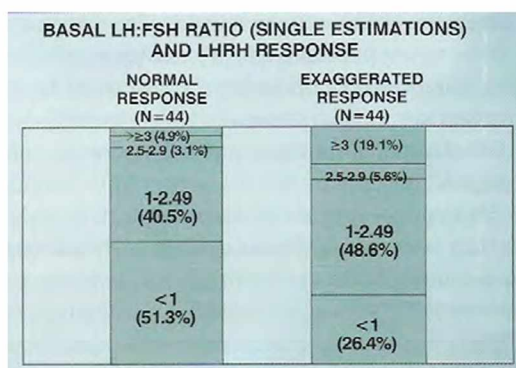 BASAL LH:FSH RATIO (SINGLE ESTIMATIONS)
AND LHRH RESPONSE
NORMAL
RESPONSE
(N=44)
≥3 (4.9%)
2.5-2.9 (3.1%)
1-2.49
(40.5%)
<1
(51.3%)
EXAGGERATED
RESPONSE
(N=44)
≥3 (19.1%)
2.5-2.9 (5.6%)
1-2.49
(48.6%)
<1
(26.4%)